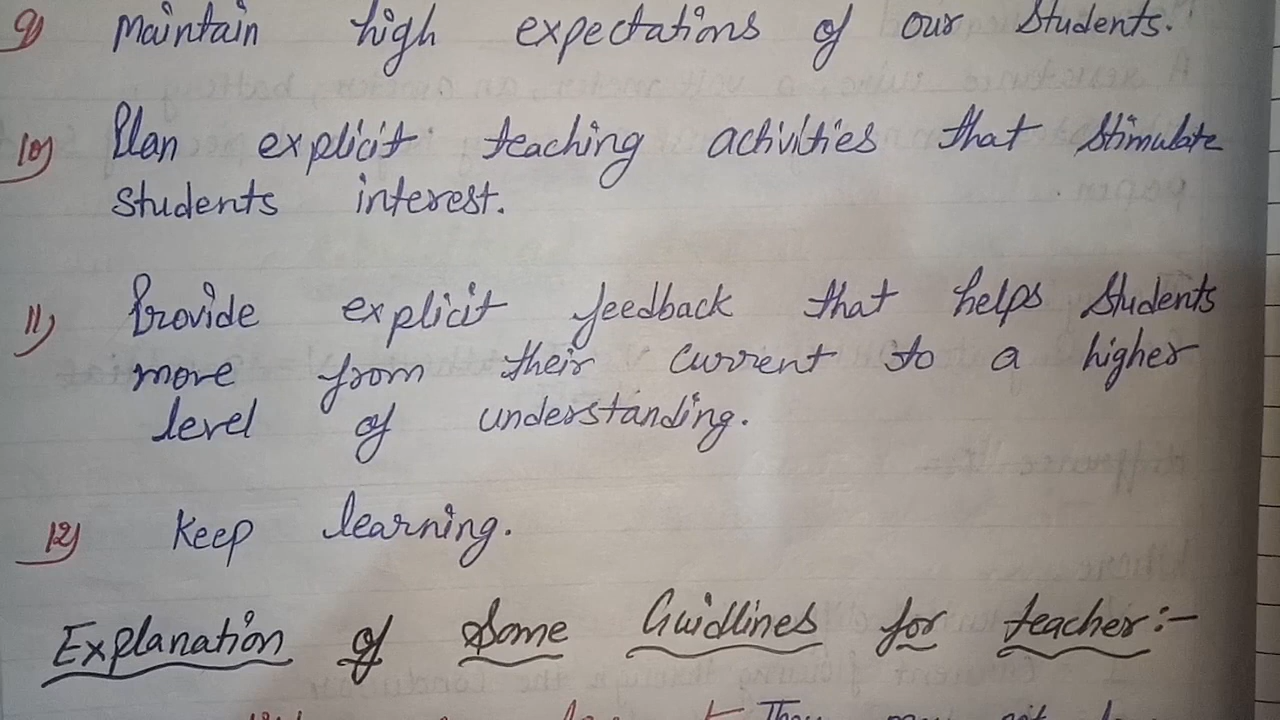 9) Maintain high expectations of our students.
10) Plan explicit teaching activities that stimulate
students interest.
11) Provide explicit feedback that helps students
more from their current to a higher
level of understanding.
12) Keep learning.
Explanation of Some Guidlines for teacher:-